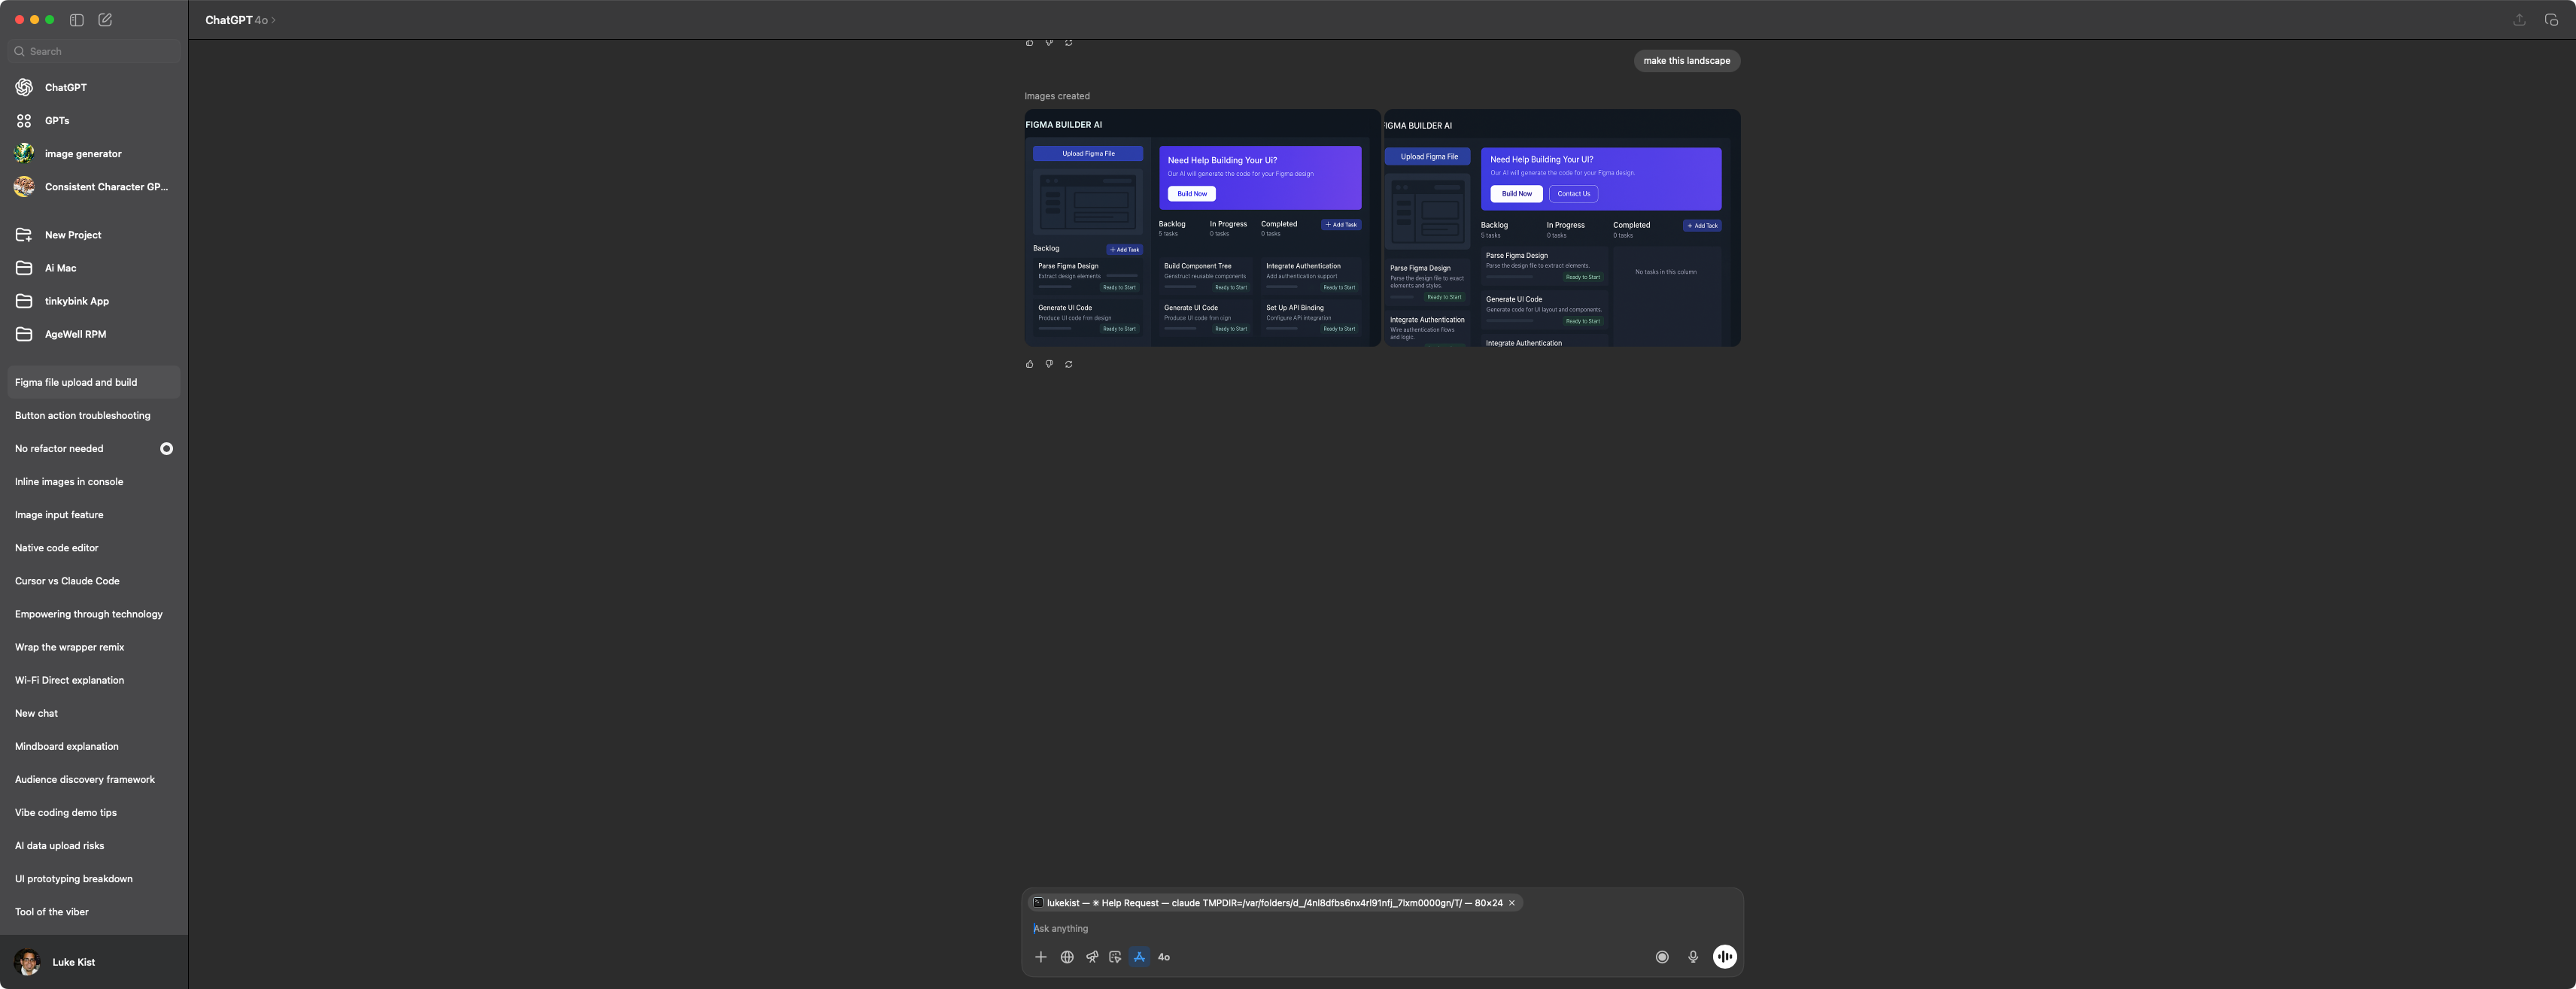 ChatGPT 4o >
Search
ChatGPT
GPTs
image generator
Consistent Character GP...
New Project
Ai Mac
tinkybink App
AgeWell RPM
Figma file upload and build
Button action troubleshooting
No refactor needed
Inline images in console
Image input feature
Native code editor
Cursor vs Claude Code
Empowering through technology
Wrap the wrapper remix
Wi-Fi Direct explanation
New chat
Mindboard explanation
Audience discovery framework
Vibe coding demo tips
AI data upload risks
UI prototyping breakdown
Tool of the viber
Luke Kist
make this landscape
Images created
FIGMA BUILDER AI
Upload Figma File
Need Help Building Your Ui?
Our AI will generate the code for your Figma design
Build Now
Backlog
5 tasks
In Progress
0 tasks
Completed
0 tasks
+ Add Task
Backlog
+ Add Task
Parse Figma Design
Extract design elements
Ready to Start
Generate UI Code
Produce UI code frm design
Ready to Start
Build Component Tree
Genstruct reusable components
Ready to Start
Integrate Authentication
Add authentication support
Ready to Start
Generate UI Code
Produce UI code frnn cign
Ready to Start
Set Up API Binding
Configure API integration
Ready to Start
FIGMA BUILDER AI
Upload Figma File
Need Help Building Your UI?
Our AI will generate the code for your Figma design.
Build Now
Contact Us
Backlog
5 tasks
In Progress
0 tasks
Completed
0 tasks
+ Add Tack
Parse Figma Design
Parse the design file to exact
elements and styles.
Ready to Start
Integrate Authentication
Wire authentication flows
and logic.
Parse Figma Design
Parse the design file to extract elements.
Ready to Start
Generate UI Code
Generate code for UI layout and components.
Ready to Start
Integrate Authentication
No tasks in this column
lukekist — ✳ Help Request — claude TMPDIR=/var/folders/d_/4nl8dfbs6nx4rl91nfj_7lxm0000gn/T/ — 80×24 ×
Ask anything
4o